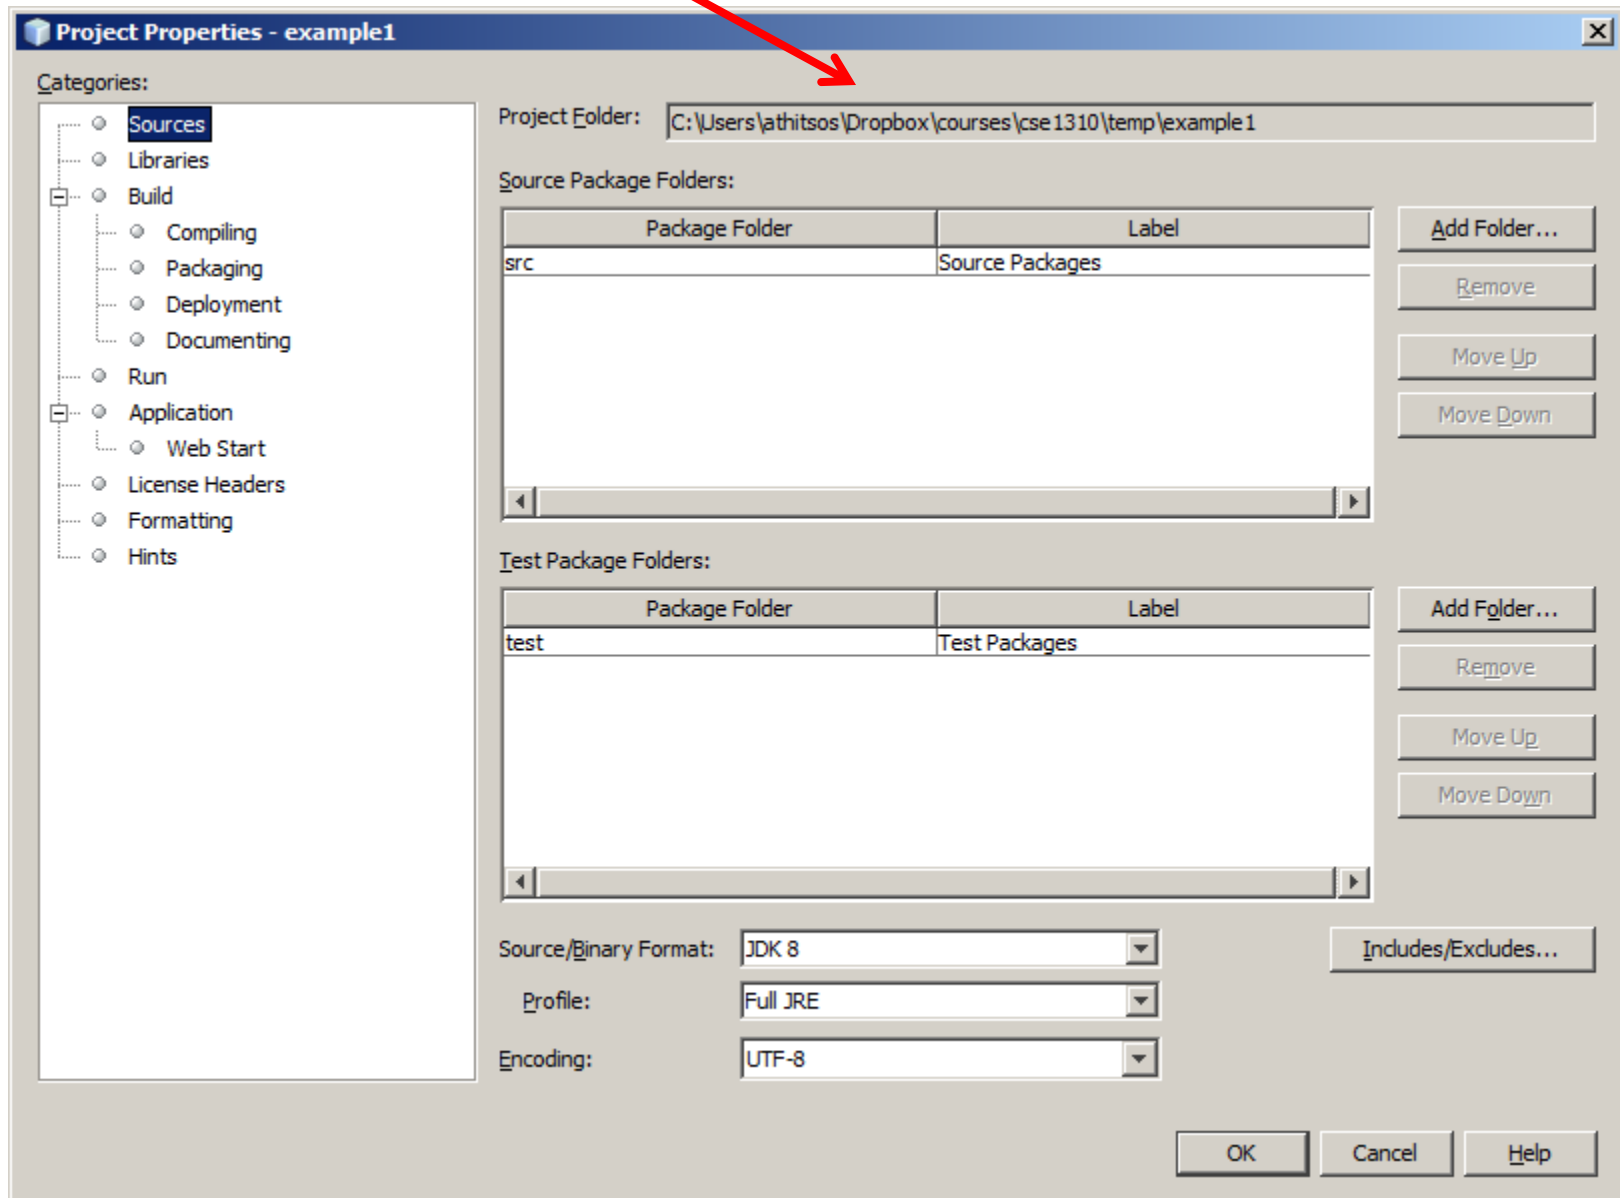 Project Properties - example1
Categories:
Sources
Libraries
Build
Compiling
Packaging
Deployment
Documenting
Run
Application
Web Start
License Headers
Formatting
Hints
Project Folder: C:\Users\athitsos\Dropbox\courses\cse1310\temp\example1
Source Package Folders:
Package Folder Label
src Source Packages
Add Folder...
Remove
Move Up
Move Down
Test Package Folders:
Package Folder Label
test Test Packages
Add Folder...
Remove
Move Up
Move Down
Source/Binary Format: JDK 8
Includes/Excludes...
Profile: Full JRE
Encoding: UTF-8
OK Cancel Help